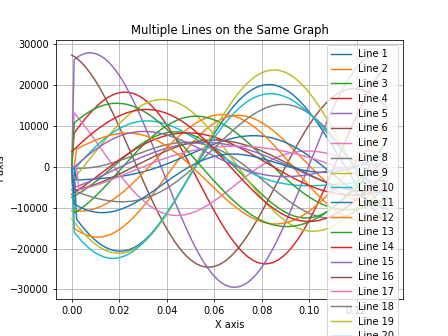 Multiple Lines on the Same Graph
30000
20000
10000
0
−10000
−20000
−30000
0.00
0.02
0.04
0.06
0.08
0.10
X axis
Line 1
Line 2
Line 3
Line 4
Line 5
Line 6
Line 7
Line 8
Line 9
Line 10
Line 11
Line 12
Line 13
Line 14
Line 15
Line 16
Line 17
Line 18
Line 19
Line 20